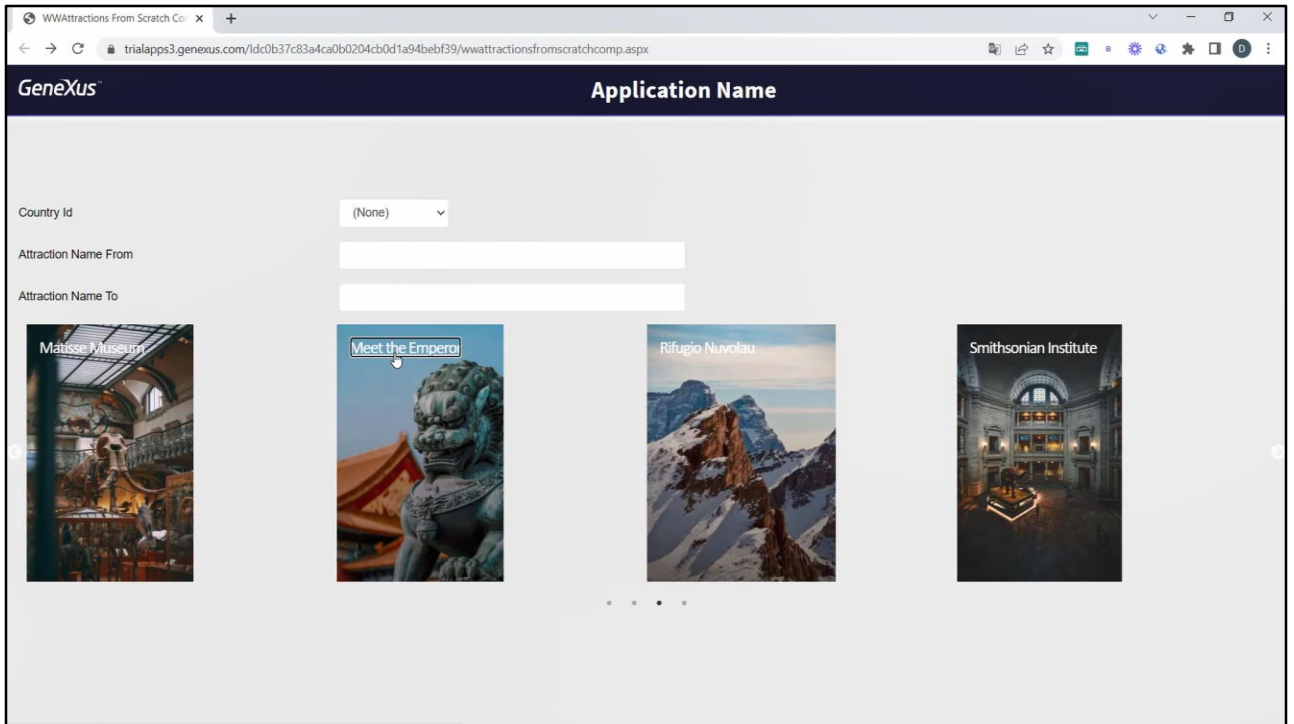 WWAttractions From Scratch Co
trialapps3.genexus.com/Idc0b37c83a4ca0b0204cb0d1a94bebf39/wwattractionsfromscratchcomp.aspx
B
D
GeneXus™
Application Name
Country Id
(None)
Attraction Name From
Attraction Name To
Matisse Museum
Meet the Emperor
Rifugio Nuvolau
Smithsonian Institute